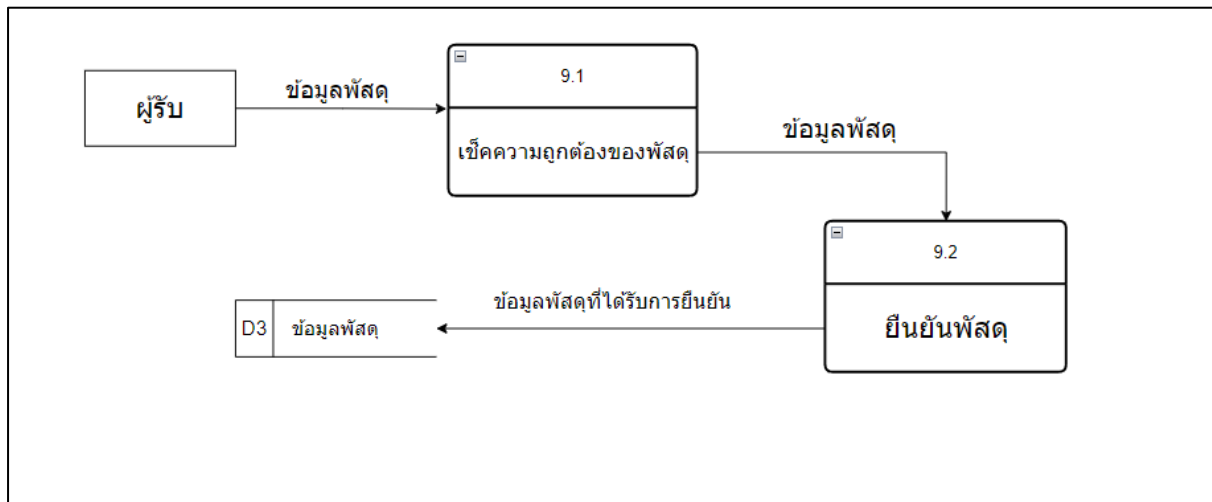 ผู้รับ
ข้อมูลพัสดุ
9.1
เช็คความถูกต้องของพัสดุ
ข้อมูลพัสดุ
9.2
ยืนยันพัสดุ
ข้อมูลพัสดุที่ได้รับการยืนยัน
D3 ข้อมูลพัสดุ